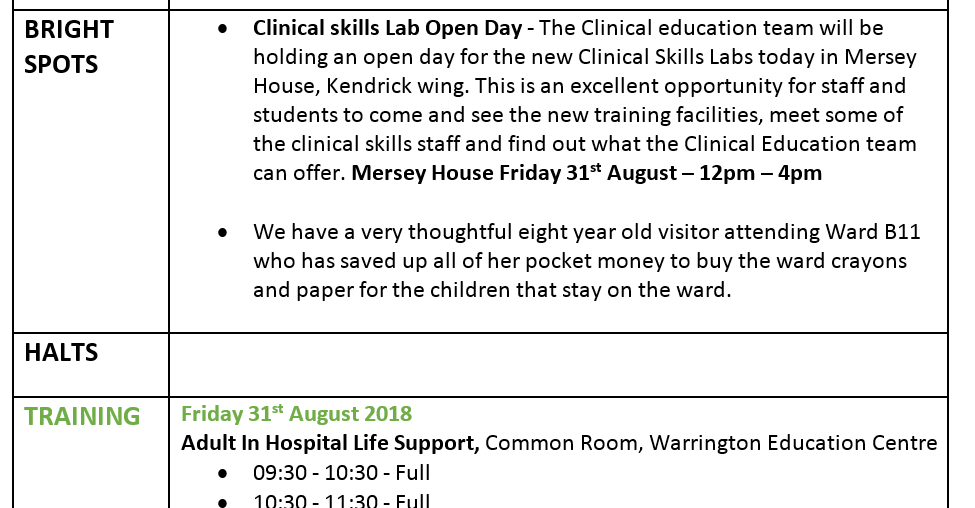 BRIGHT
SPOTS
• Clinical skills Lab Open Day - The Clinical education team will be
holding an open day for the new Clinical Skills Labs today in Mersey
House, Kendrick wing. This is an excellent opportunity for staff and
students to come and see the new training facilities, meet some of
the clinical skills staff and find out what the Clinical Education team
can offer. Mersey House Friday 31st August – 12pm – 4pm
• We have a very thoughtful eight year old visitor attending Ward B11
who has saved up all of her pocket money to buy the ward crayons
and paper for the children that stay on the ward.
HALTS
TRAINING
Friday 31st August 2018
Adult In Hospital Life Support, Common Room, Warrington Education Centre
• 09:30 - 10:30 - Full
• 10:30 - 11:30 - Full